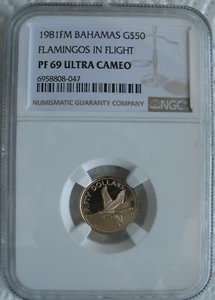 1981FM BAHAMAS G$50
FLAMINGOS IN FLIGHT
PF 69 ULTRA CAMEO
6958808-047
NUMISMATIC GUARANTY COMPANY
NGC
FIFTY DOLLARS